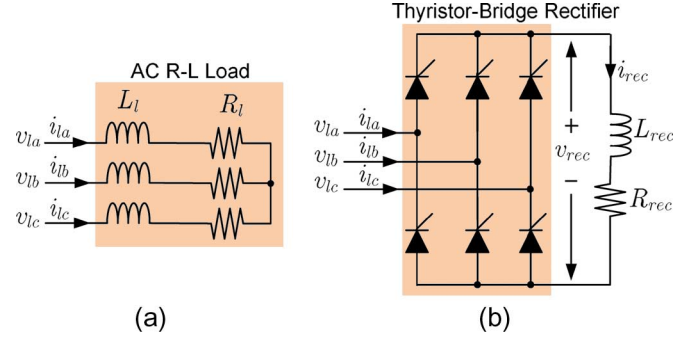 AC R-L Load
L_l R_l
v_la i_la
v_lb i_lb
v_lc i_lc
(a)
Thyristor-Bridge Rectifier
i_rec
v_la i_la
v_lb i_lb
v_lc i_lc
+
v_rec
−
L_rec
R_rec
(b)